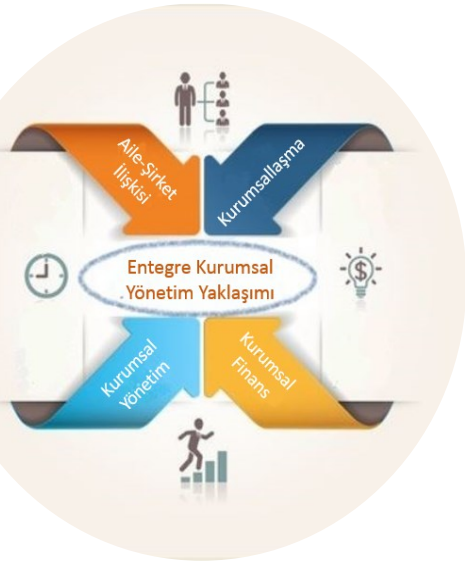 Aile-Şirket
İlişkisi
Kurumsallaşma
Entegre Kurumsal
Yönetim Yaklaşımı
Kurumsal
Yönetim
Kurumsal
Finans